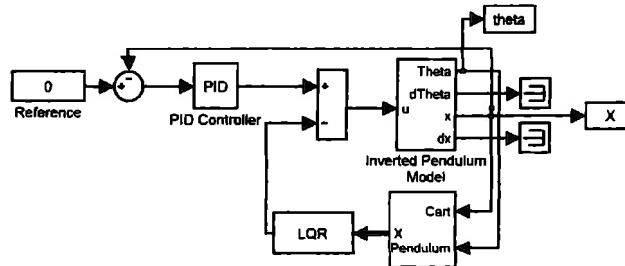 theta
0
Reference
+
-
PID
PID Controller
+
-
u
Theta
dTheta
x
dx
Inverted Pendulum
Model
X
LQR
X
Cart
Pendulum